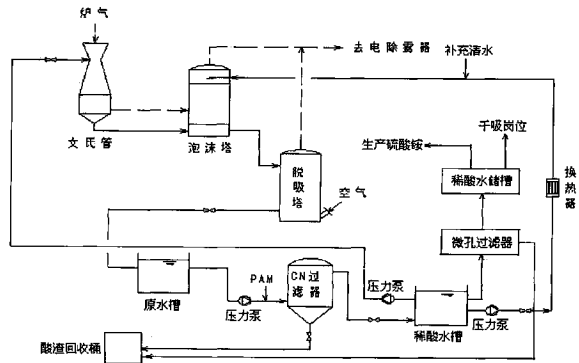 炉气
去电除雾器
补充清水
文氏管
泡沫塔
脱吸塔
空气
生产硫酸铵
干吸岗位
稀酸水储槽
换热器
微孔过滤器
原水槽
PAM
压力泵
CN过滤器
压力泵
稀酸水槽
压力泵
酸渣回收桶